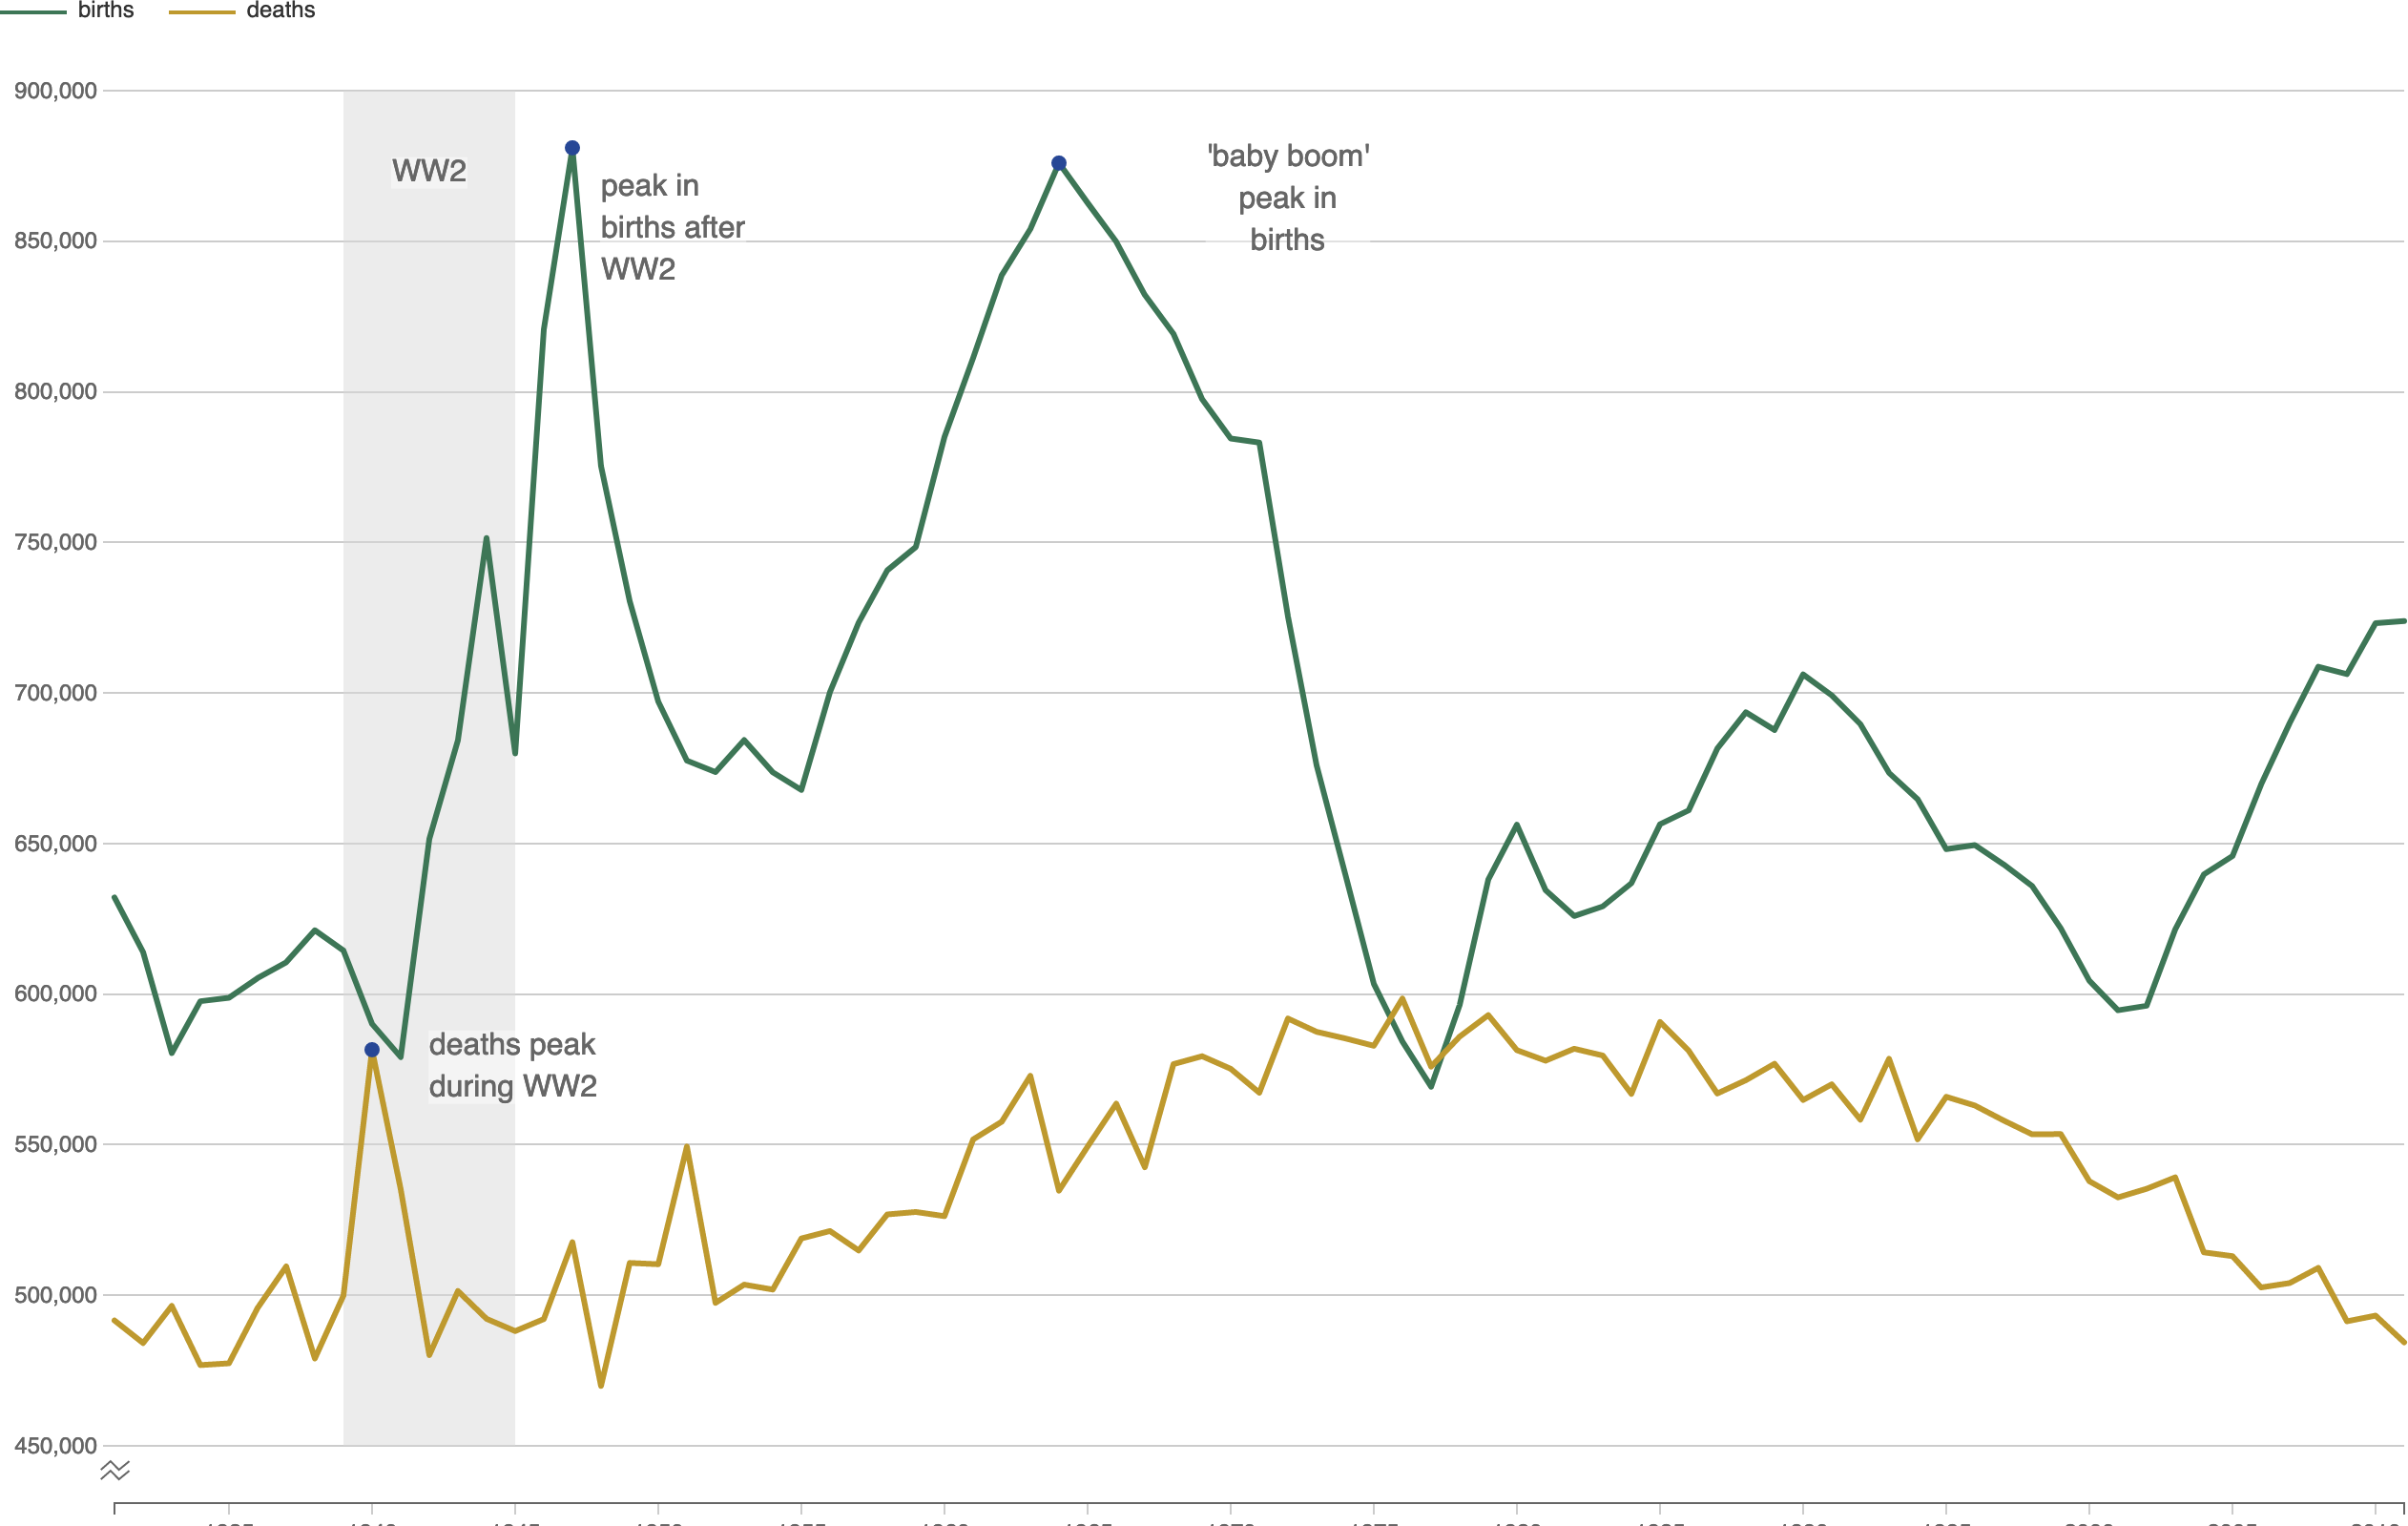 births deaths
900,000
WW2
'baby boom'
peak in
births
peak in
births after
WW2
850,000
800,000
750,000
700,000
650,000
600,000
deaths peak
during WW2
550,000
500,000
450,000